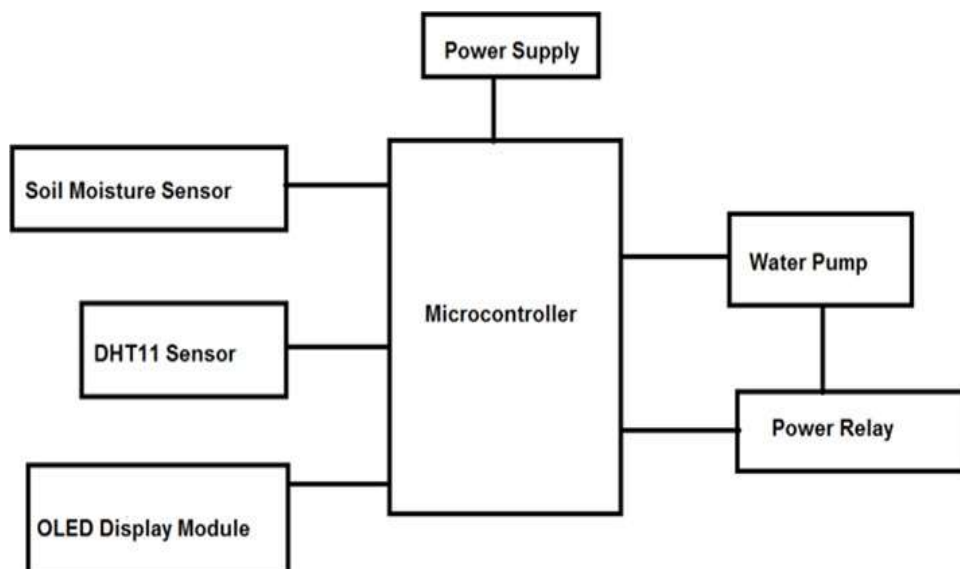 Power Supply
Soil Moisture Sensor
Water Pump
Microcontroller
DHT11 Sensor
Power Relay
OLED Display Module